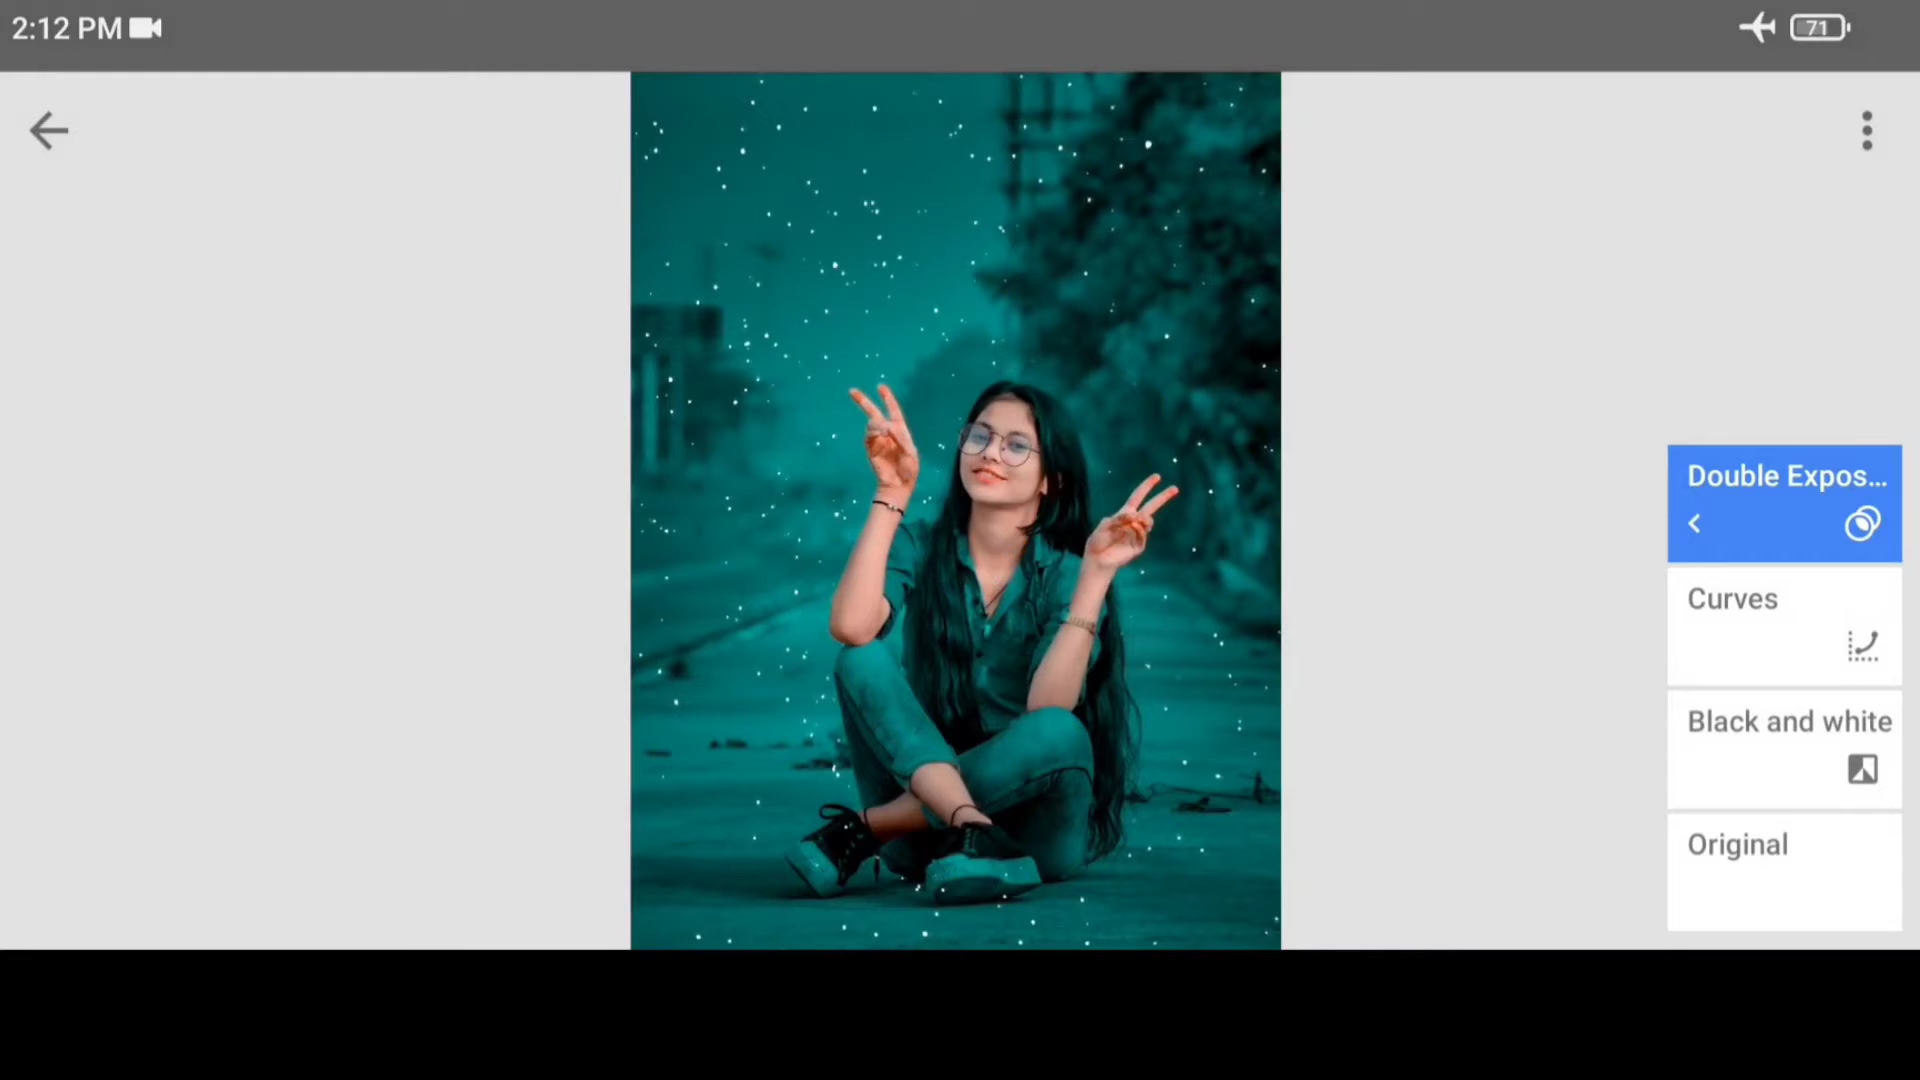 2:12 PM
71
Double Expos...
Curves
Black and white
Original